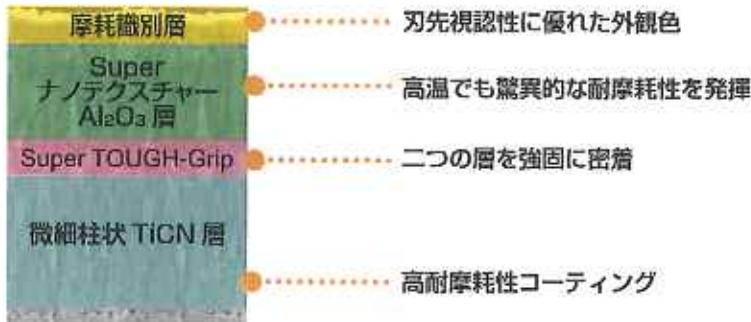 摩耗識別層
刃先視認性に優れた外観色
Super
ナノテクスチャー
Al₂O₃ 層
高温でも驚異的な耐摩耗性を発揮
Super TOUGH-Grip
二つの層を強固に密着
微細柱状 TiCN 層
高耐摩耗性コーティング